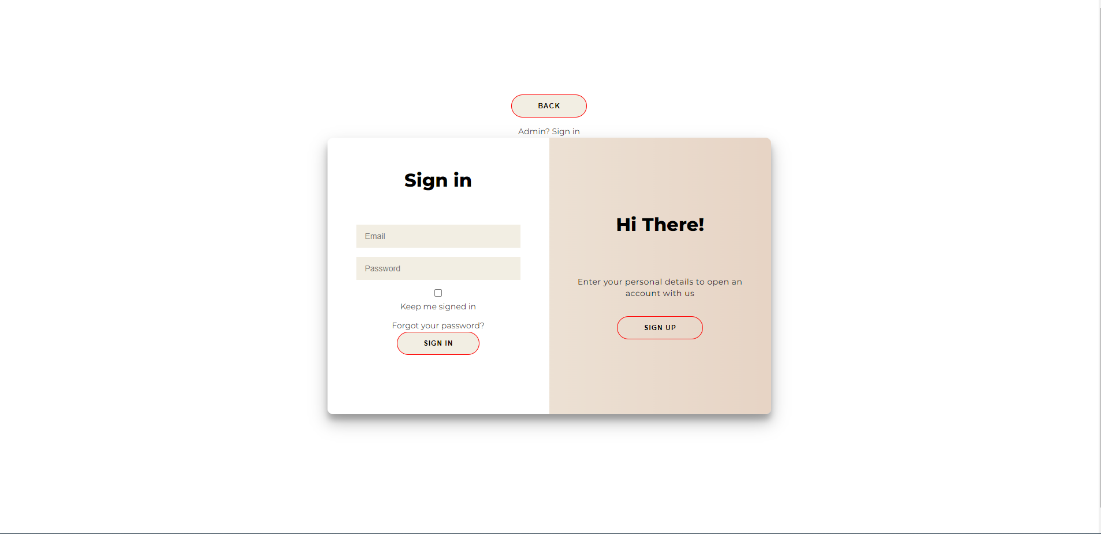 BACK
Admin? Sign in
Sign in
Email
Password
Keep me signed in
Forgot your password?
SIGN IN
Hi There!
Enter your personal details to open an
account with us
SIGN UP